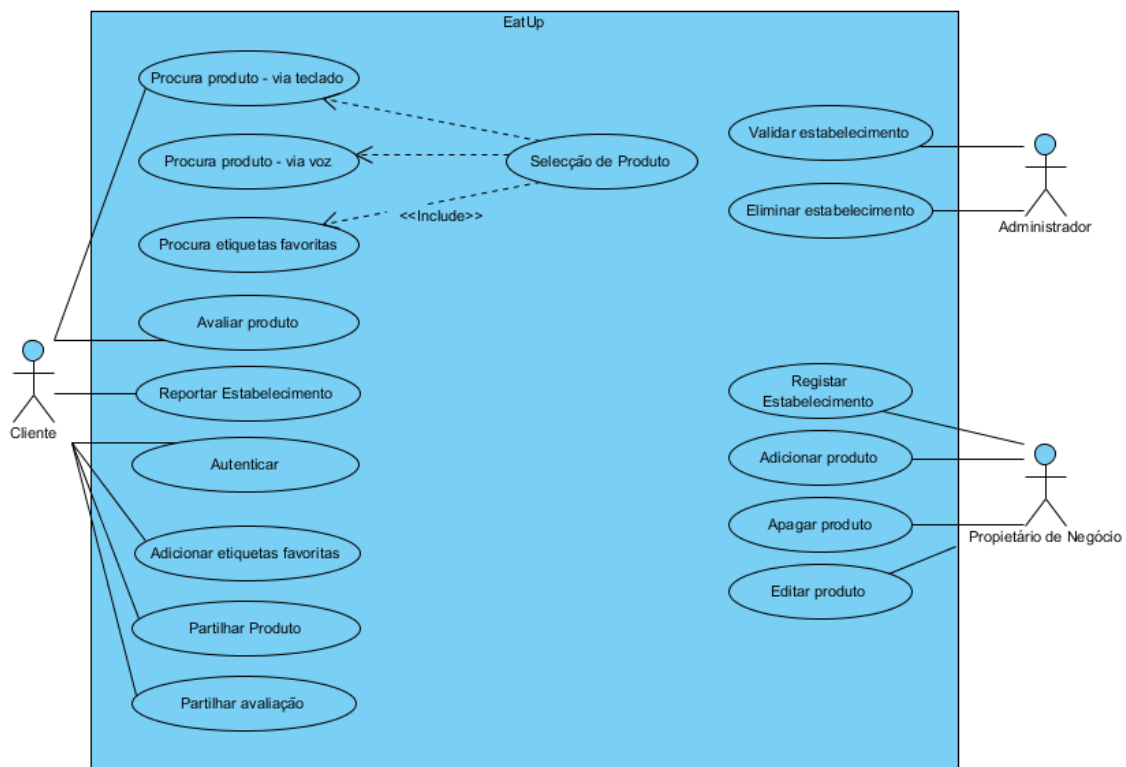 EatUp
Procura produto - via teclado
Procura produto - via voz
Selecção de Produto
<<Include>>
Procura etiquetas favoritas
Avaliar produto
Reportar Estabelecimento
Autenticar
Adicionar etiquetas favoritas
Partilhar Produto
Partilhar avaliação
Cliente
Validar estabelecimento
Eliminar estabelecimento
Administrador
Registar
Estabelecimento
Adicionar produto
Apagar produto
Editar produto
Propietário de Negócio